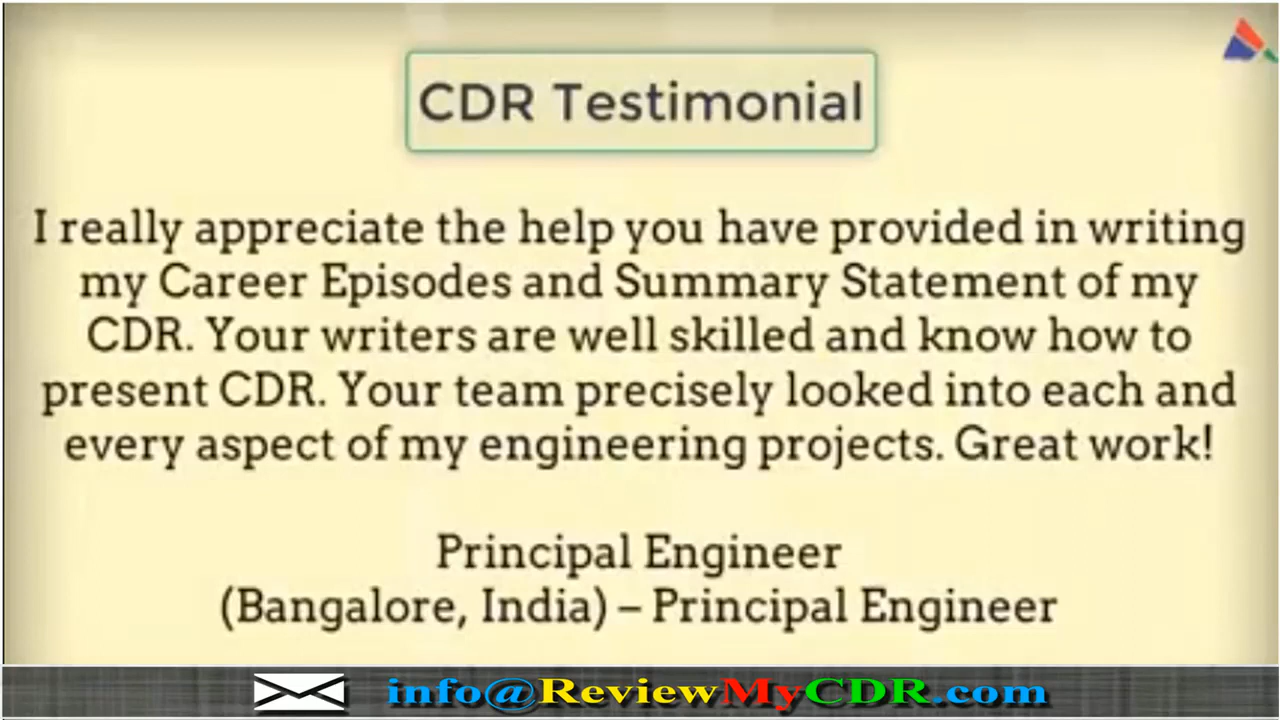 CDR Testimonial
I really appreciate the help you have provided in writing
my Career Episodes and Summary Statement of my
CDR. Your writers are well skilled and know how to
present CDR. Your team precisely looked into each and
every aspect of my engineering projects. Great work!
Principal Engineer
(Bangalore, India) – Principal Engineer
info@ReviewMyCDR.com